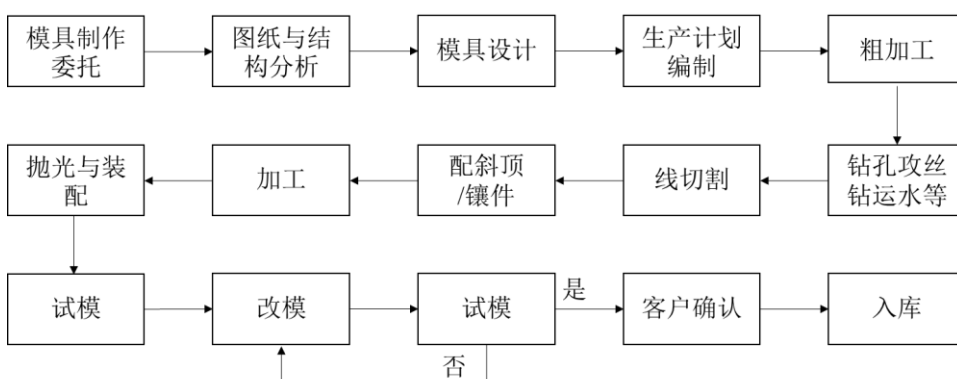 模具制作
委托
图纸与结
构分析
模具设计
生产计划
编制
粗加工
抛光与装
配
加工
配斜顶
/镶件
线切割
钻孔攻丝
钻运水等
试模
改模
试模
是
客户确认
入库
否